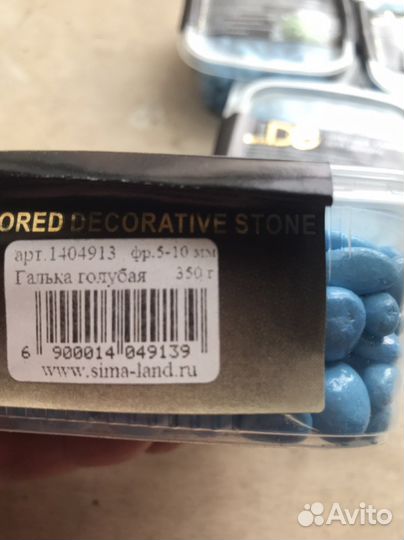 ORED DECORATIVE STONE
арт.1404913 фр.5-10 мм
Галька голубая 350 г
6 900014 049139
www.sima-land.ru
Avito